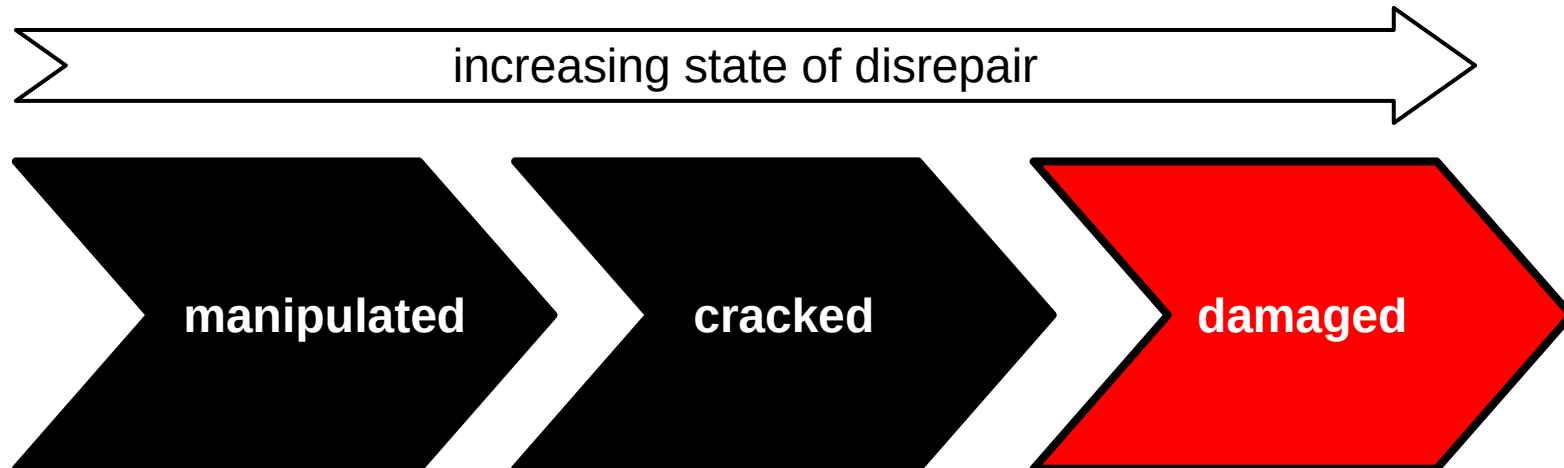 increasing state of disrepair
manipulated
cracked
damaged